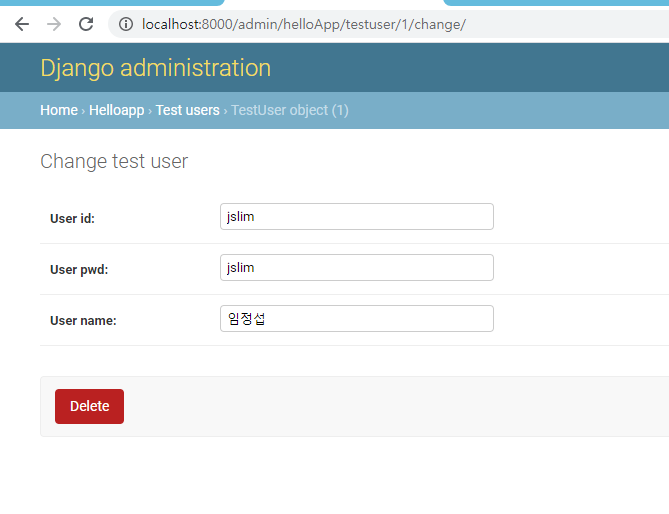 localhost:8000/admin/helloApp/testuser/1/change/
Django administration
Home › Helloapp › Test users › TestUser object (1)
Change test user
User id: jslim
User pwd: jslim
User name: 임정섭
Delete